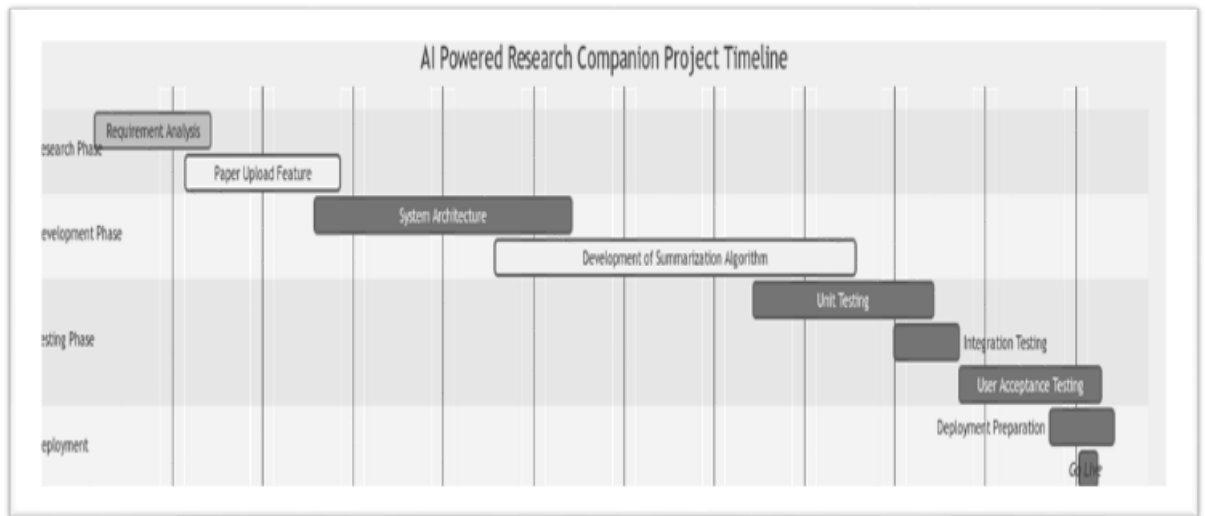 AI Powered Research Companion Project Timeline
Requirement Analysis
esearch Phase
Paper Upload Feature
System Architecture
evelopment Phase
Development of Summarization Algorithm
Unit Testing
esting Phase
Integration Testing
User Acceptance Testing
Deployment Preparation
eployment
Go Live